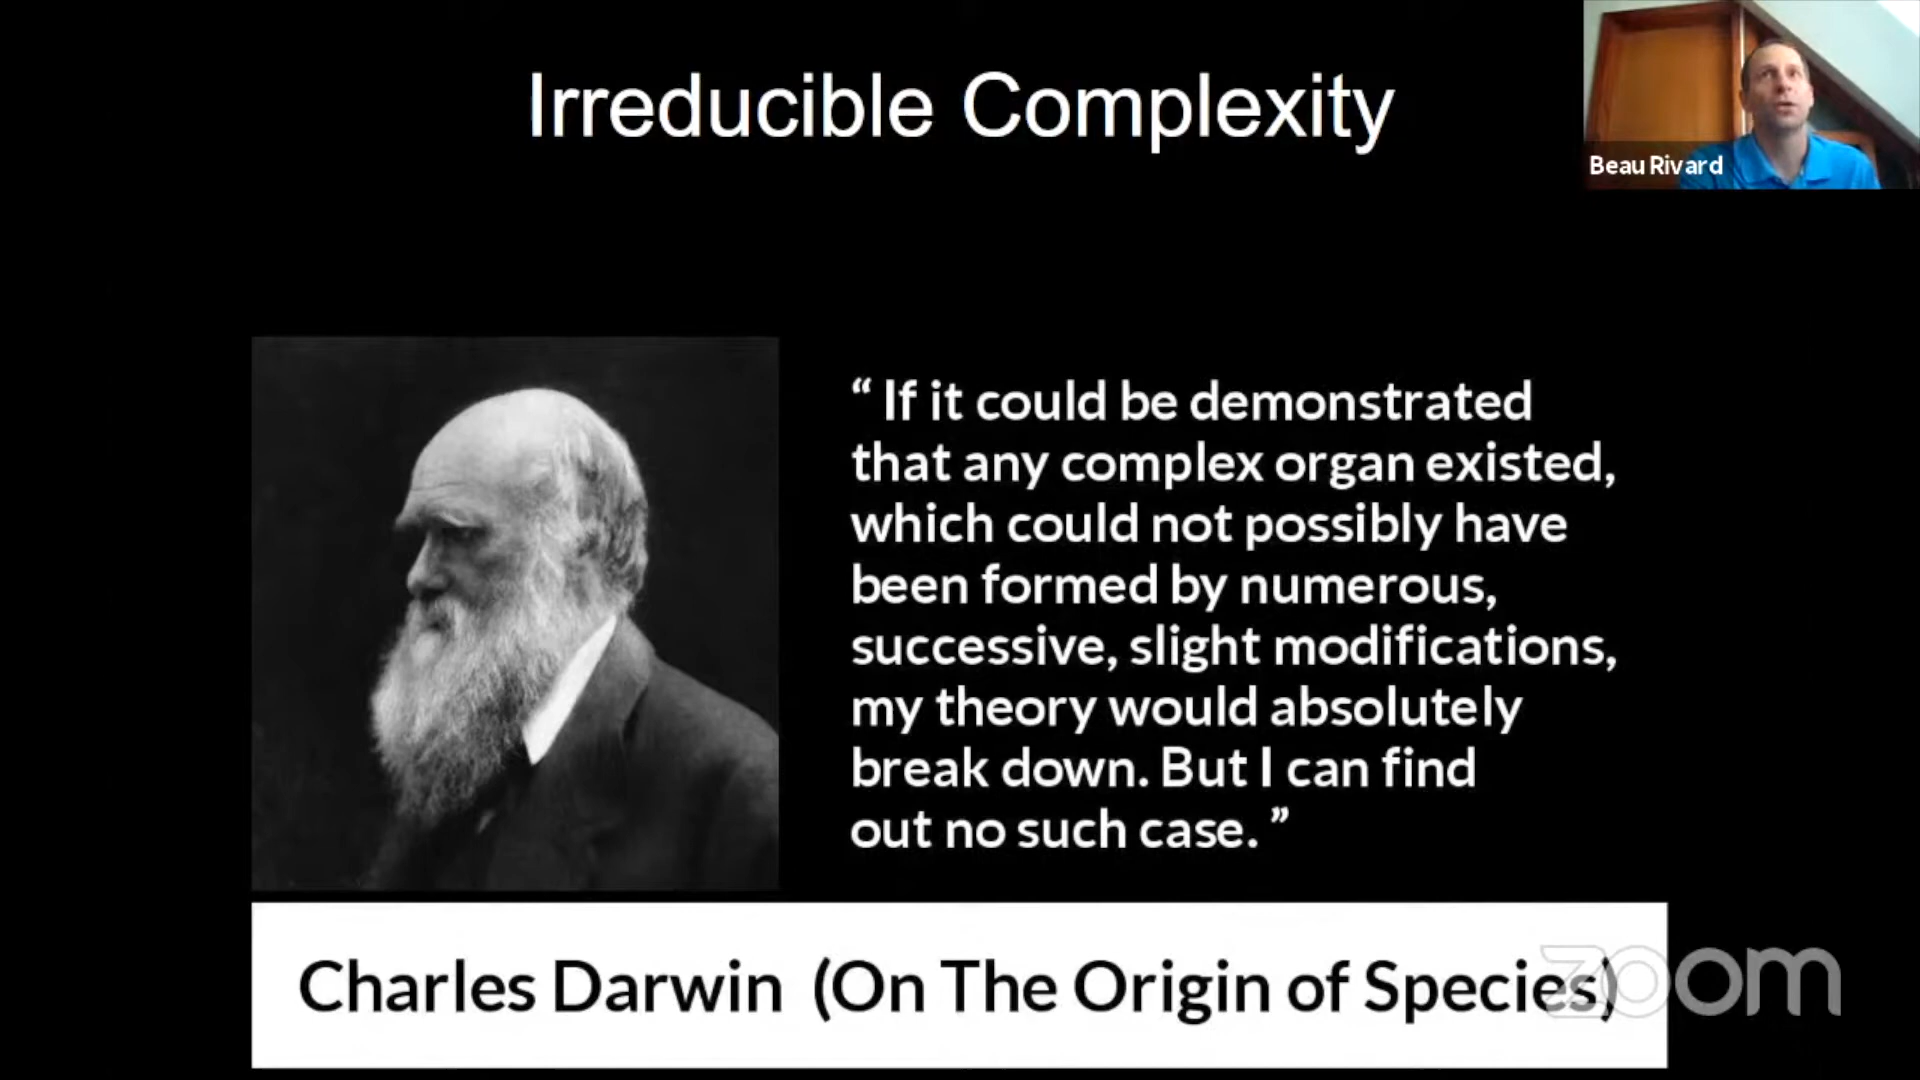 Irreducible Complexity
Beau Rivard
“ If it could be demonstrated
that any complex organ existed,
which could not possibly have
been formed by numerous,
successive, slight modifications,
my theory would absolutely
break down. But I can find
out no such case. ”
Charles Darwin (On The Origin of Species)
zoom